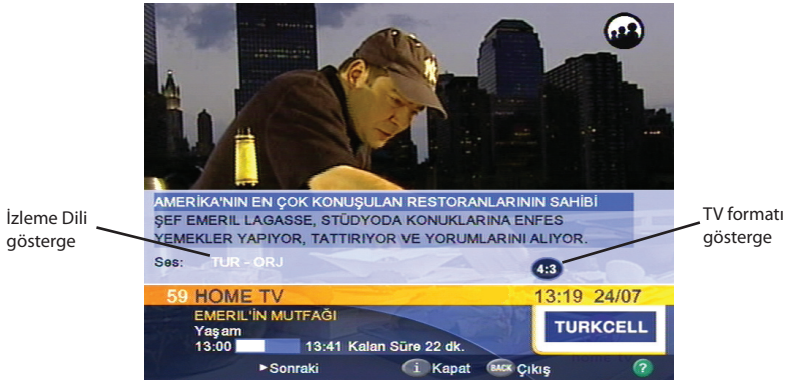 AMERİKA'NIN EN ÇOK KONUŞULAN RESTORANLARININ SAHİBİ
ŞEF EMERIL LAGASSE, STÜDYODA KONUKLARINA ENFES
YEMEKLER YAPIYOR, TATTIRIYOR VE YORUMLARINI ALIYOR.
İzleme Dili
gösterge
TV formatı
gösterge
Ses: TUR - ORJ
4:3
59 HOME TV 13:19 24/07
EMERIL'İN MUTFAĞI
Yaşam
13:00 13:41 Kalan Süre 22 dk.
TURKCELL
►Sonraki i Kapat BACK Çıkış ?